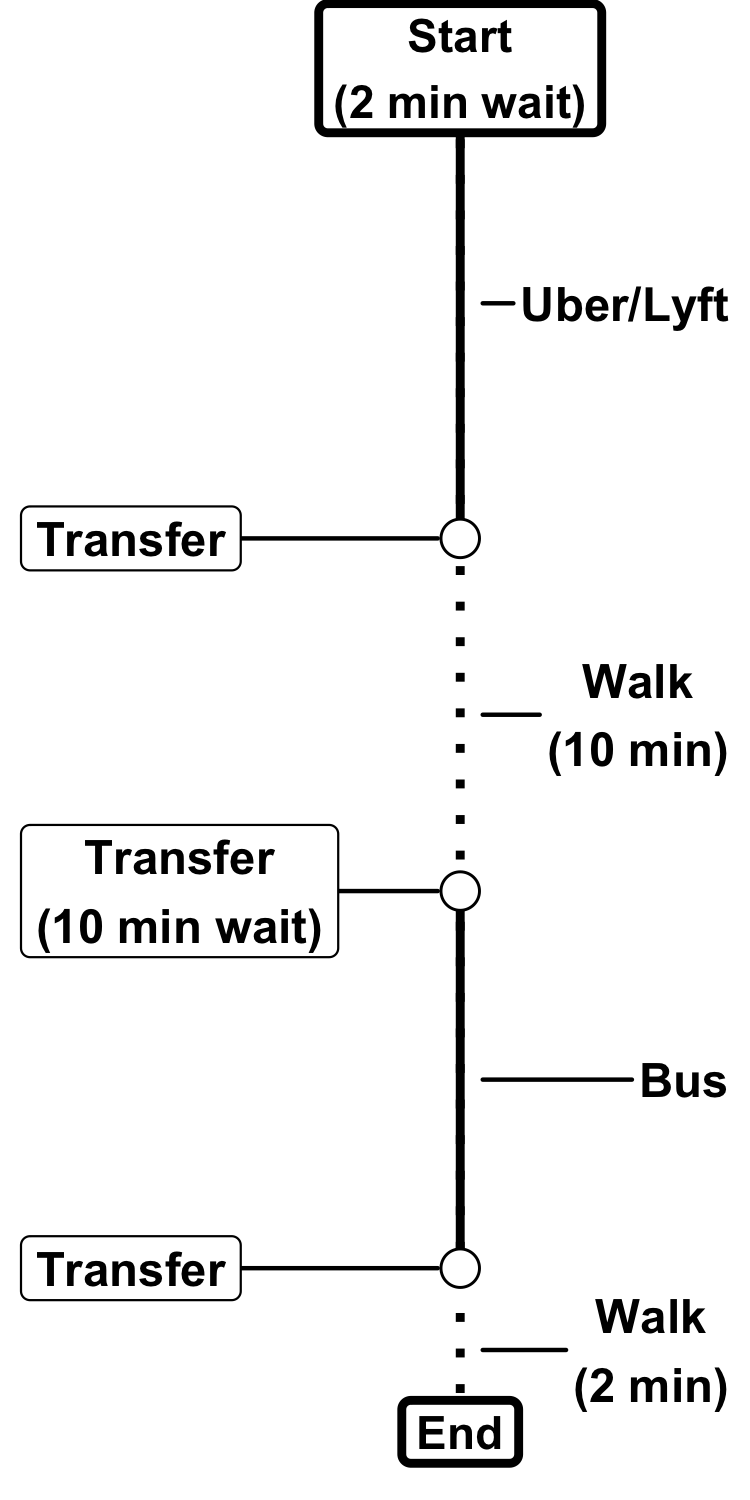 Start
(2 min wait)
Uber/Lyft
Transfer
Walk
(10 min)
Transfer
(10 min wait)
Bus
Transfer
Walk
(2 min)
End